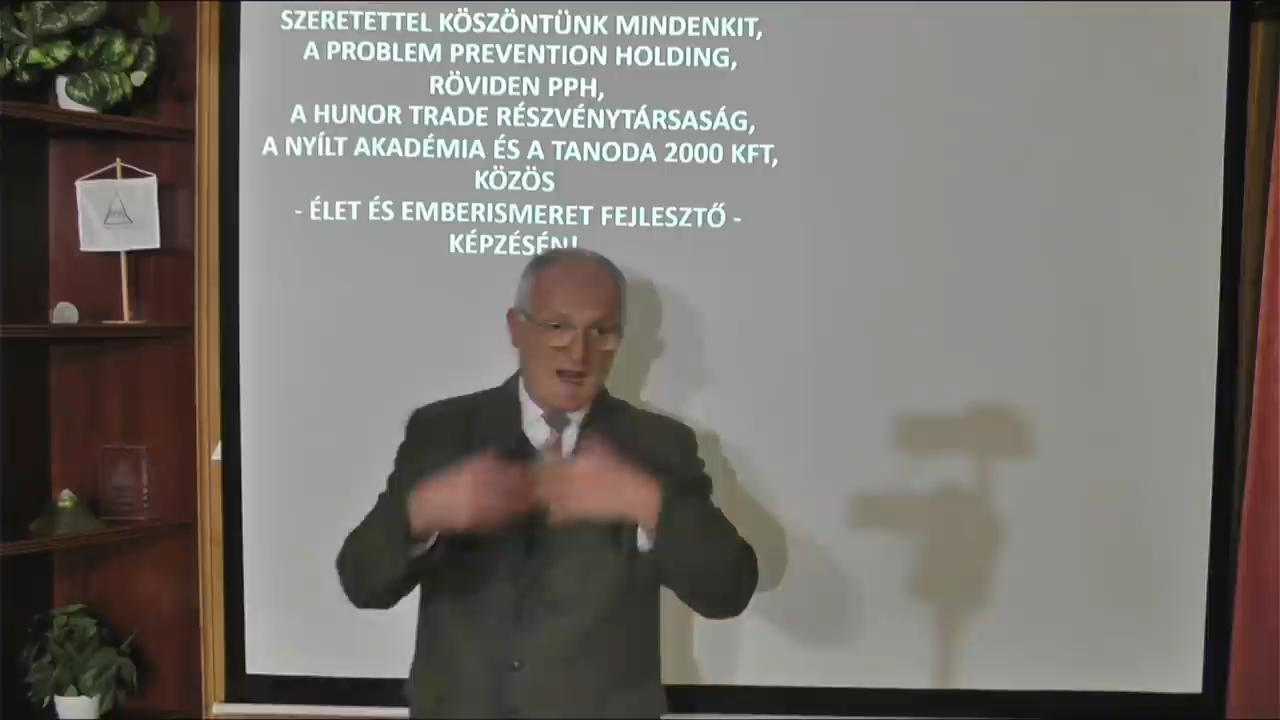 SZERETETTEL KÖSZÖNTÜNK MINDENKIT,
A PROBLEM PREVENTION HOLDING,
RÖVIDEN PPH,
A HUNOR TRADE RÉSZVÉNYTÁRSASÁG,
A NYÍLT AKADÉMIA ÉS A TANODA 2000 KFT,
KÖZÖS
- ÉLET ÉS EMBERISMERET FEJLESZTŐ -
KÉPZÉSÉN!